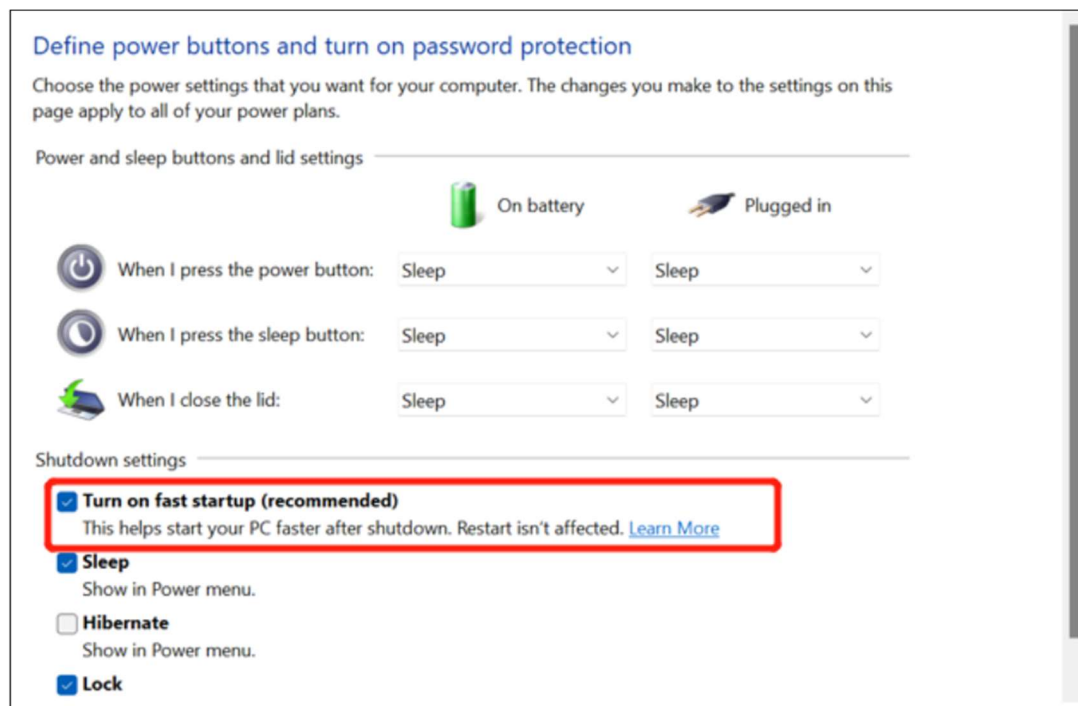 Define power buttons and turn on password protection
Choose the power settings that you want for your computer. The changes you make to the settings on this
page apply to all of your power plans.
Power and sleep buttons and lid settings
On battery
Plugged in
When I press the power button:
Sleep
Sleep
When I press the sleep button:
Sleep
Sleep
When I close the lid:
Sleep
Sleep
Shutdown settings
Turn on fast startup (recommended)
This helps start your PC faster after shutdown. Restart isn't affected. Learn More
Sleep
Show in Power menu.
Hibernate
Show in Power menu.
Lock